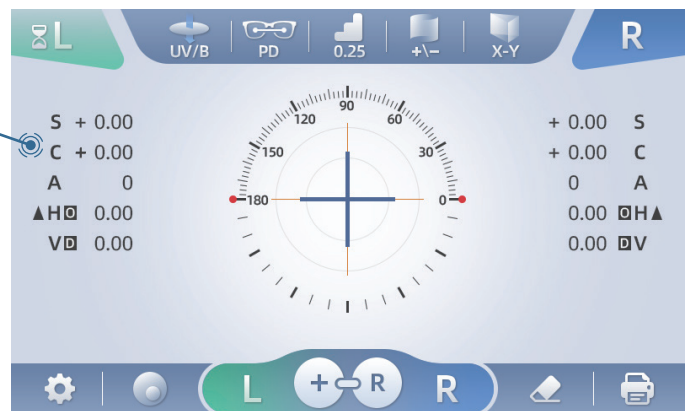 L UV/B PD 0.25 +\- X-Y R
90
120 60
150 30
180 0
S + 0.00 + 0.00 S
C + 0.00 + 0.00 C
A 0 0 A
▲H O 0.00 0.00 O H▲
V D 0.00 0.00 D V
L + R R